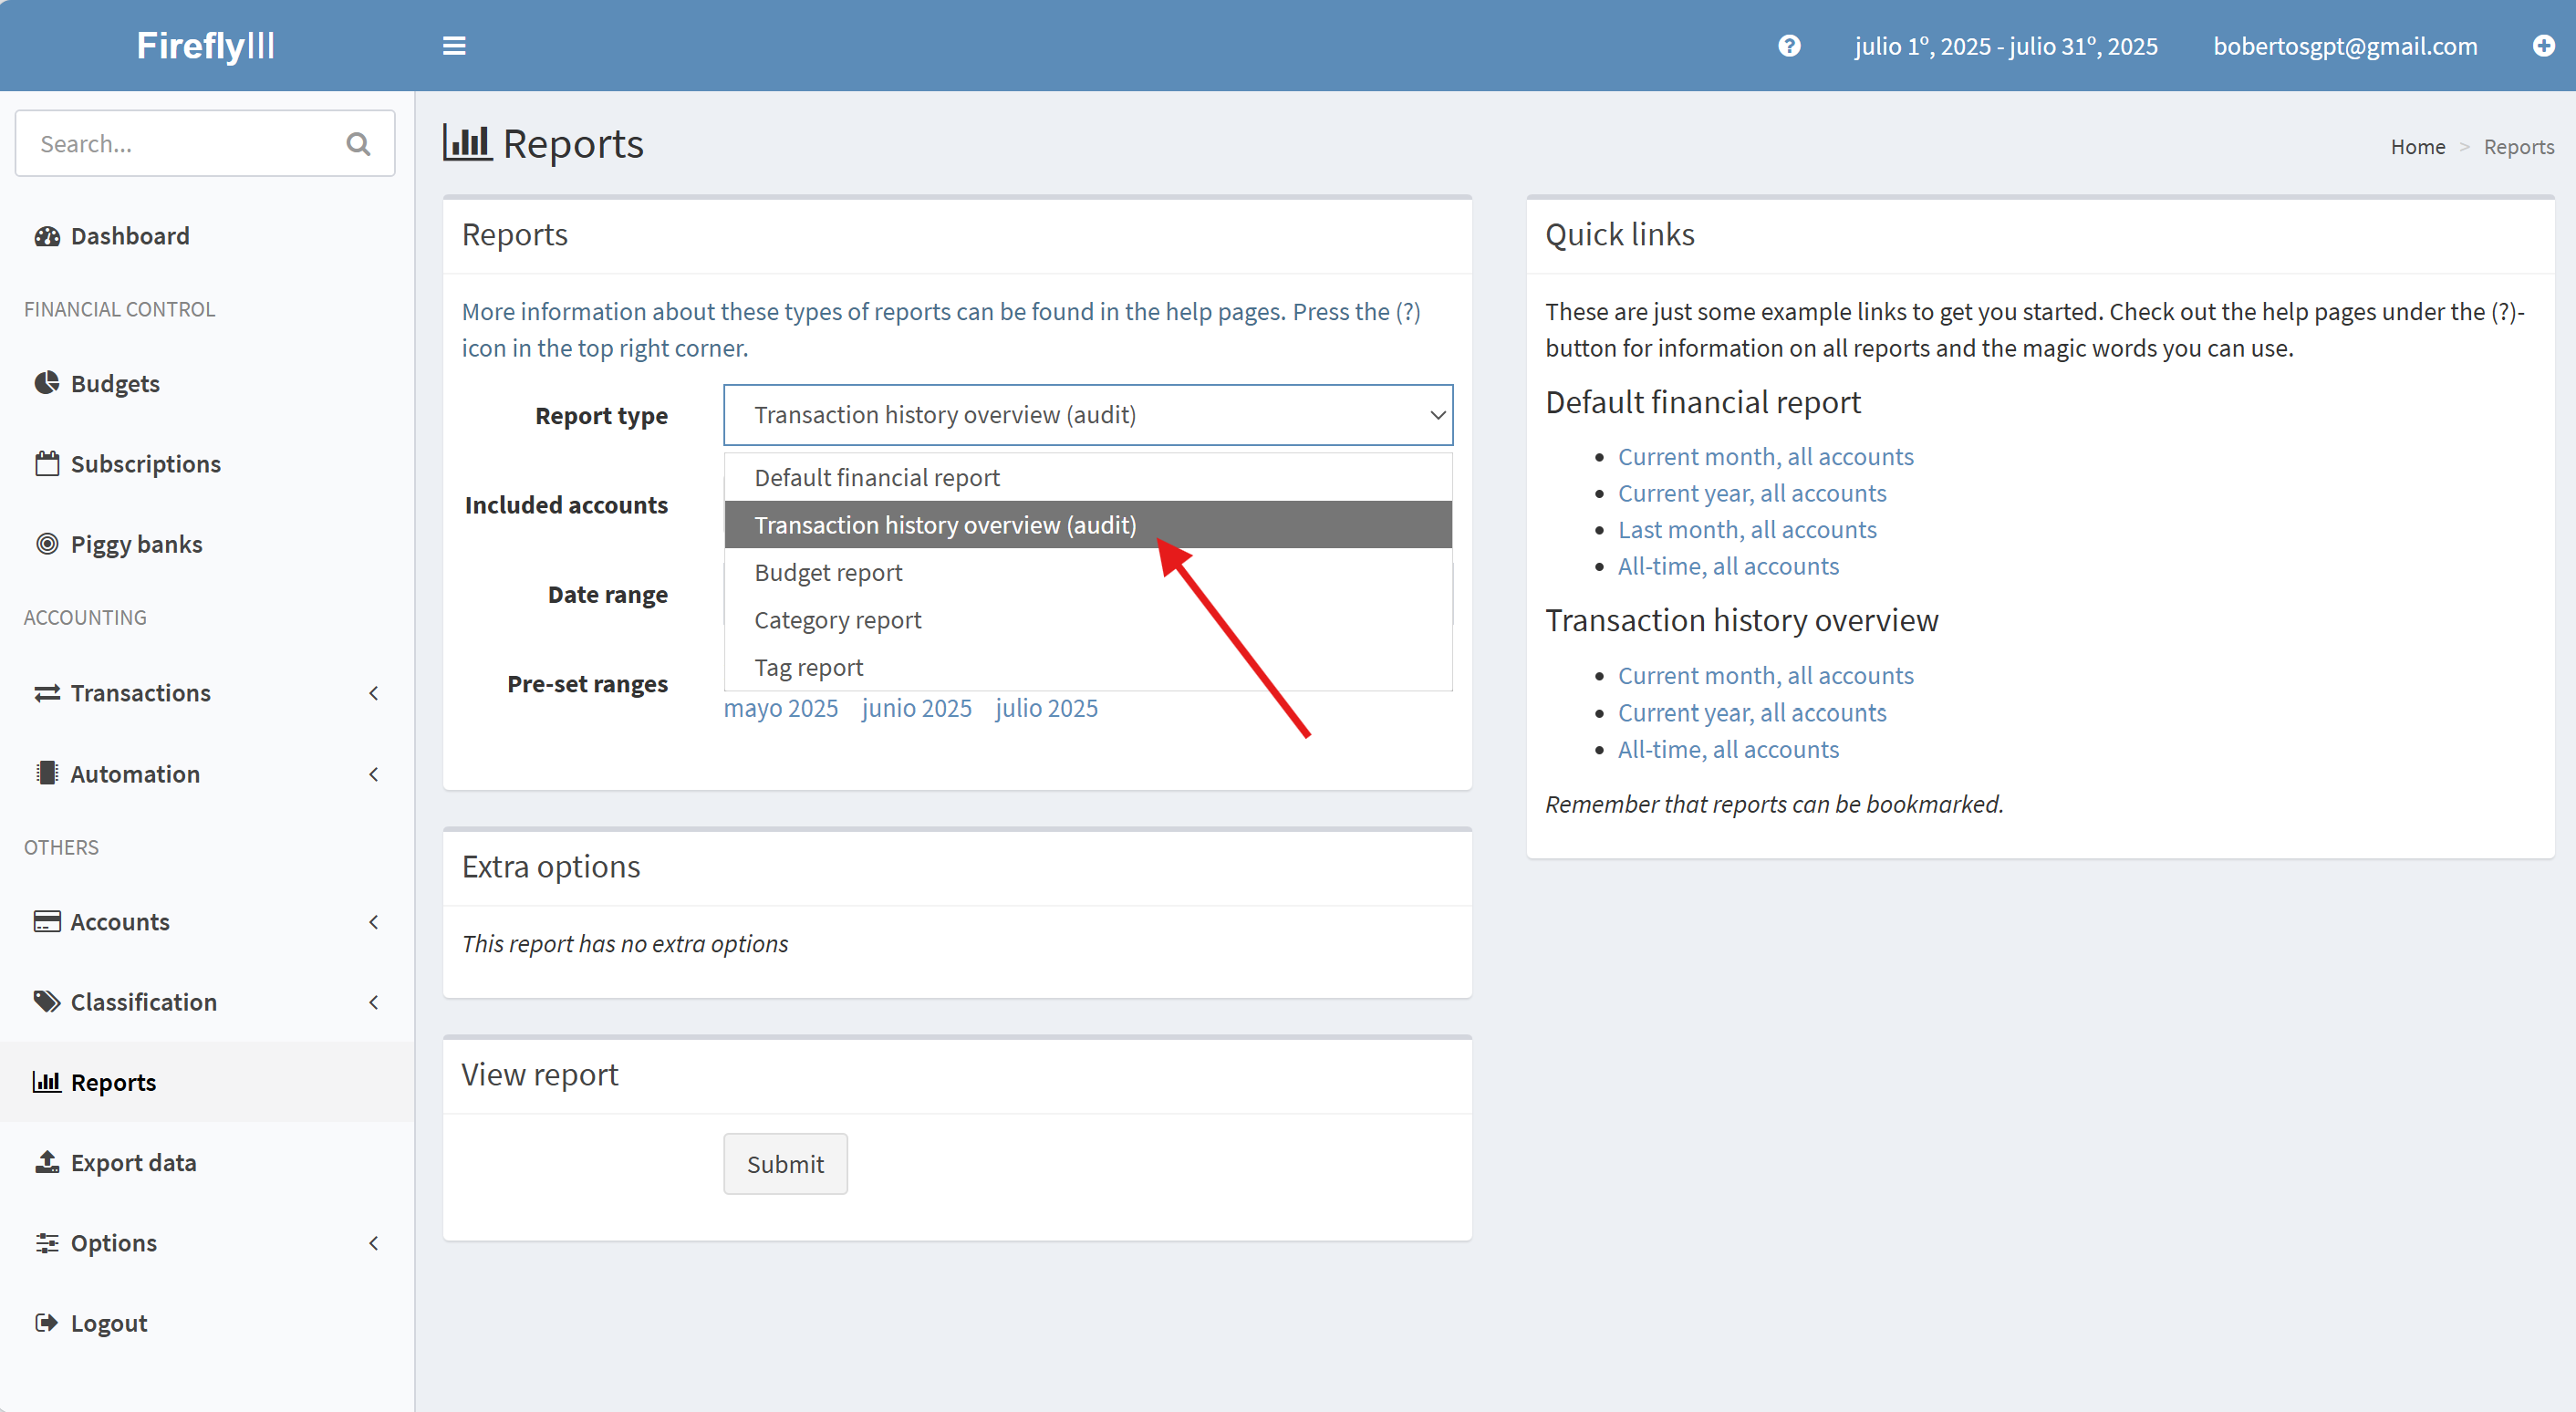 FireflyIII
julio 1º, 2025 - julio 31º, 2025
bobertosgpt@gmail.com
Search...
Dashboard
FINANCIAL CONTROL
Budgets
Subscriptions
Piggy banks
ACCOUNTING
Transactions
Automation
OTHERS
Accounts
Classification
Reports
Export data
Options
Logout
Reports
Home > Reports
Reports
More information about these types of reports can be found in the help pages. Press the (?)
icon in the top right corner.
Report type
Transaction history overview (audit)
Default financial report
Transaction history overview (audit)
Budget report
Category report
Tag report
Included accounts
Date range
Pre-set ranges
mayo 2025 junio 2025 julio 2025
Extra options
This report has no extra options
View report
Submit
Quick links
These are just some example links to get you started. Check out the help pages under the (?)-
button for information on all reports and the magic words you can use.
Default financial report
Current month, all accounts
Current year, all accounts
Last month, all accounts
All-time, all accounts
Transaction history overview
Current month, all accounts
Current year, all accounts
All-time, all accounts
Remember that reports can be bookmarked.